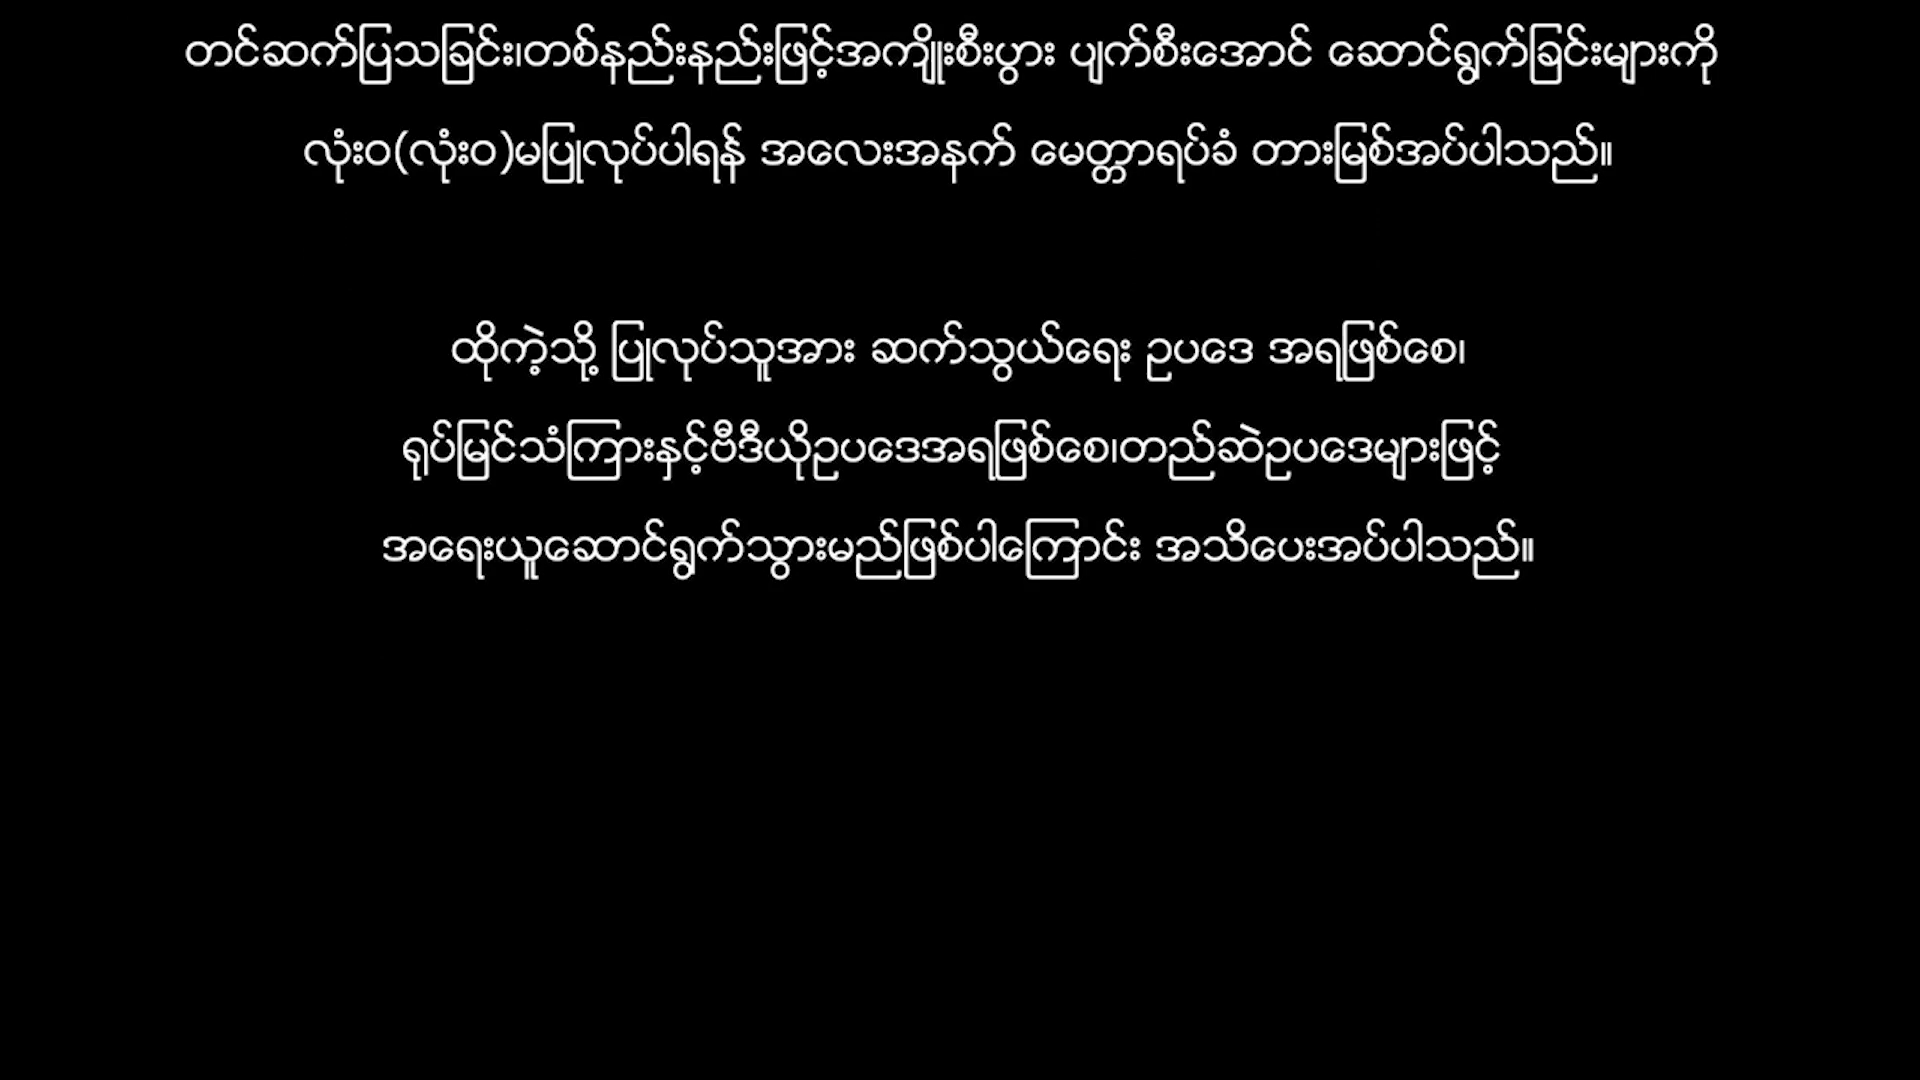 တင်ဆက်ပြသခြင်း၊တစ်နည်းနည်းဖြင့်အကျိုးစီးပွား ပျက်စီးအောင် ဆောင်ရွက်ခြင်းများကို
လုံးဝ(လုံးဝ)မပြုလုပ်ပါရန် အလေးအနက် မေတ္တာရပ်ခံ တားမြစ်အပ်ပါသည်။
ထိုကဲ့သို့ ပြုလုပ်သူအား ဆက်သွယ်ရေး ဥပဒေ အရဖြစ်စေ၊
ရုပ်မြင်သံကြားနှင့်ဗီဒီယိုဥပဒေအရဖြစ်စေ၊တည်ဆဲဥပဒေများဖြင့်
အရေးယူဆောင်ရွက်သွားမည်ဖြစ်ပါကြောင်း အသိပေးအပ်ပါသည်။